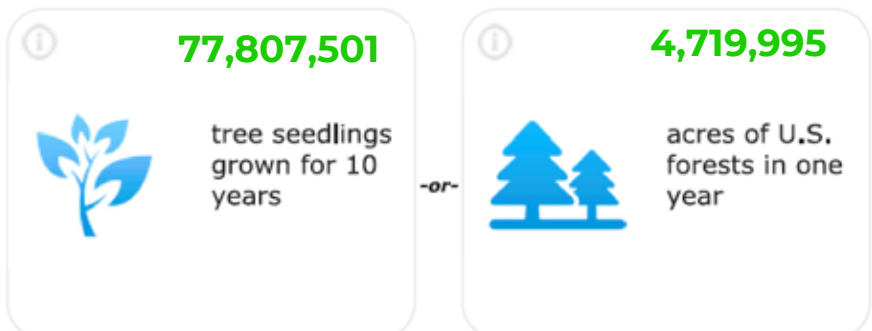 77,807,501
tree seedlings
grown for 10
years
-or-
4,719,995
acres of U.S.
forests in one
year